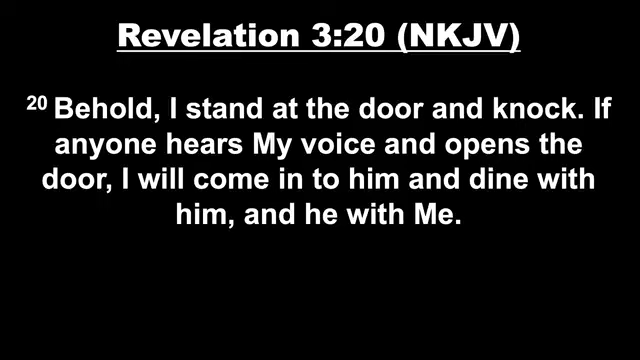 Revelation 3:20 (NKJV)
20 Behold, I stand at the door and knock. If
anyone hears My voice and opens the
door, I will come in to him and dine with
him, and he with Me.